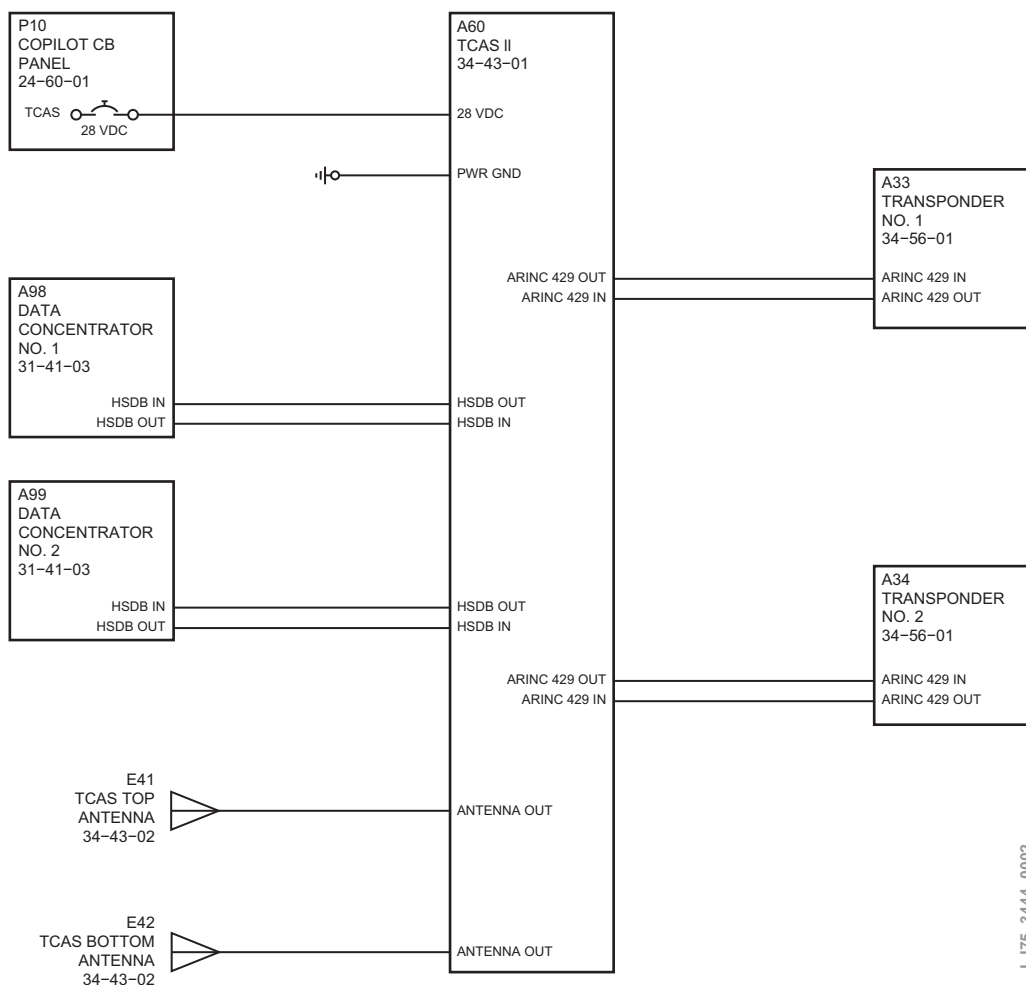 P10
COPILOT CB
PANEL
24−60−01
TCAS
28 VDC
A60
TCAS II
34−43−01
28 VDC
PWR GND
A33
TRANSPONDER
NO. 1
34−56−01
ARINC 429 OUT
ARINC 429 IN
ARINC 429 IN
ARINC 429 OUT
A98
DATA
CONCENTRATOR
NO. 1
31−41−03
HSDB IN
HSDB OUT
HSDB OUT
HSDB IN
A99
DATA
CONCENTRATOR
NO. 2
31−41−03
HSDB IN
HSDB OUT
HSDB OUT
HSDB IN
A34
TRANSPONDER
NO. 2
34−56−01
ARINC 429 OUT
ARINC 429 IN
ARINC 429 IN
ARINC 429 OUT
E41
TCAS TOP
ANTENNA
34−43−02
ANTENNA OUT
E42
TCAS BOTTOM
ANTENNA
34−43−02
ANTENNA OUT